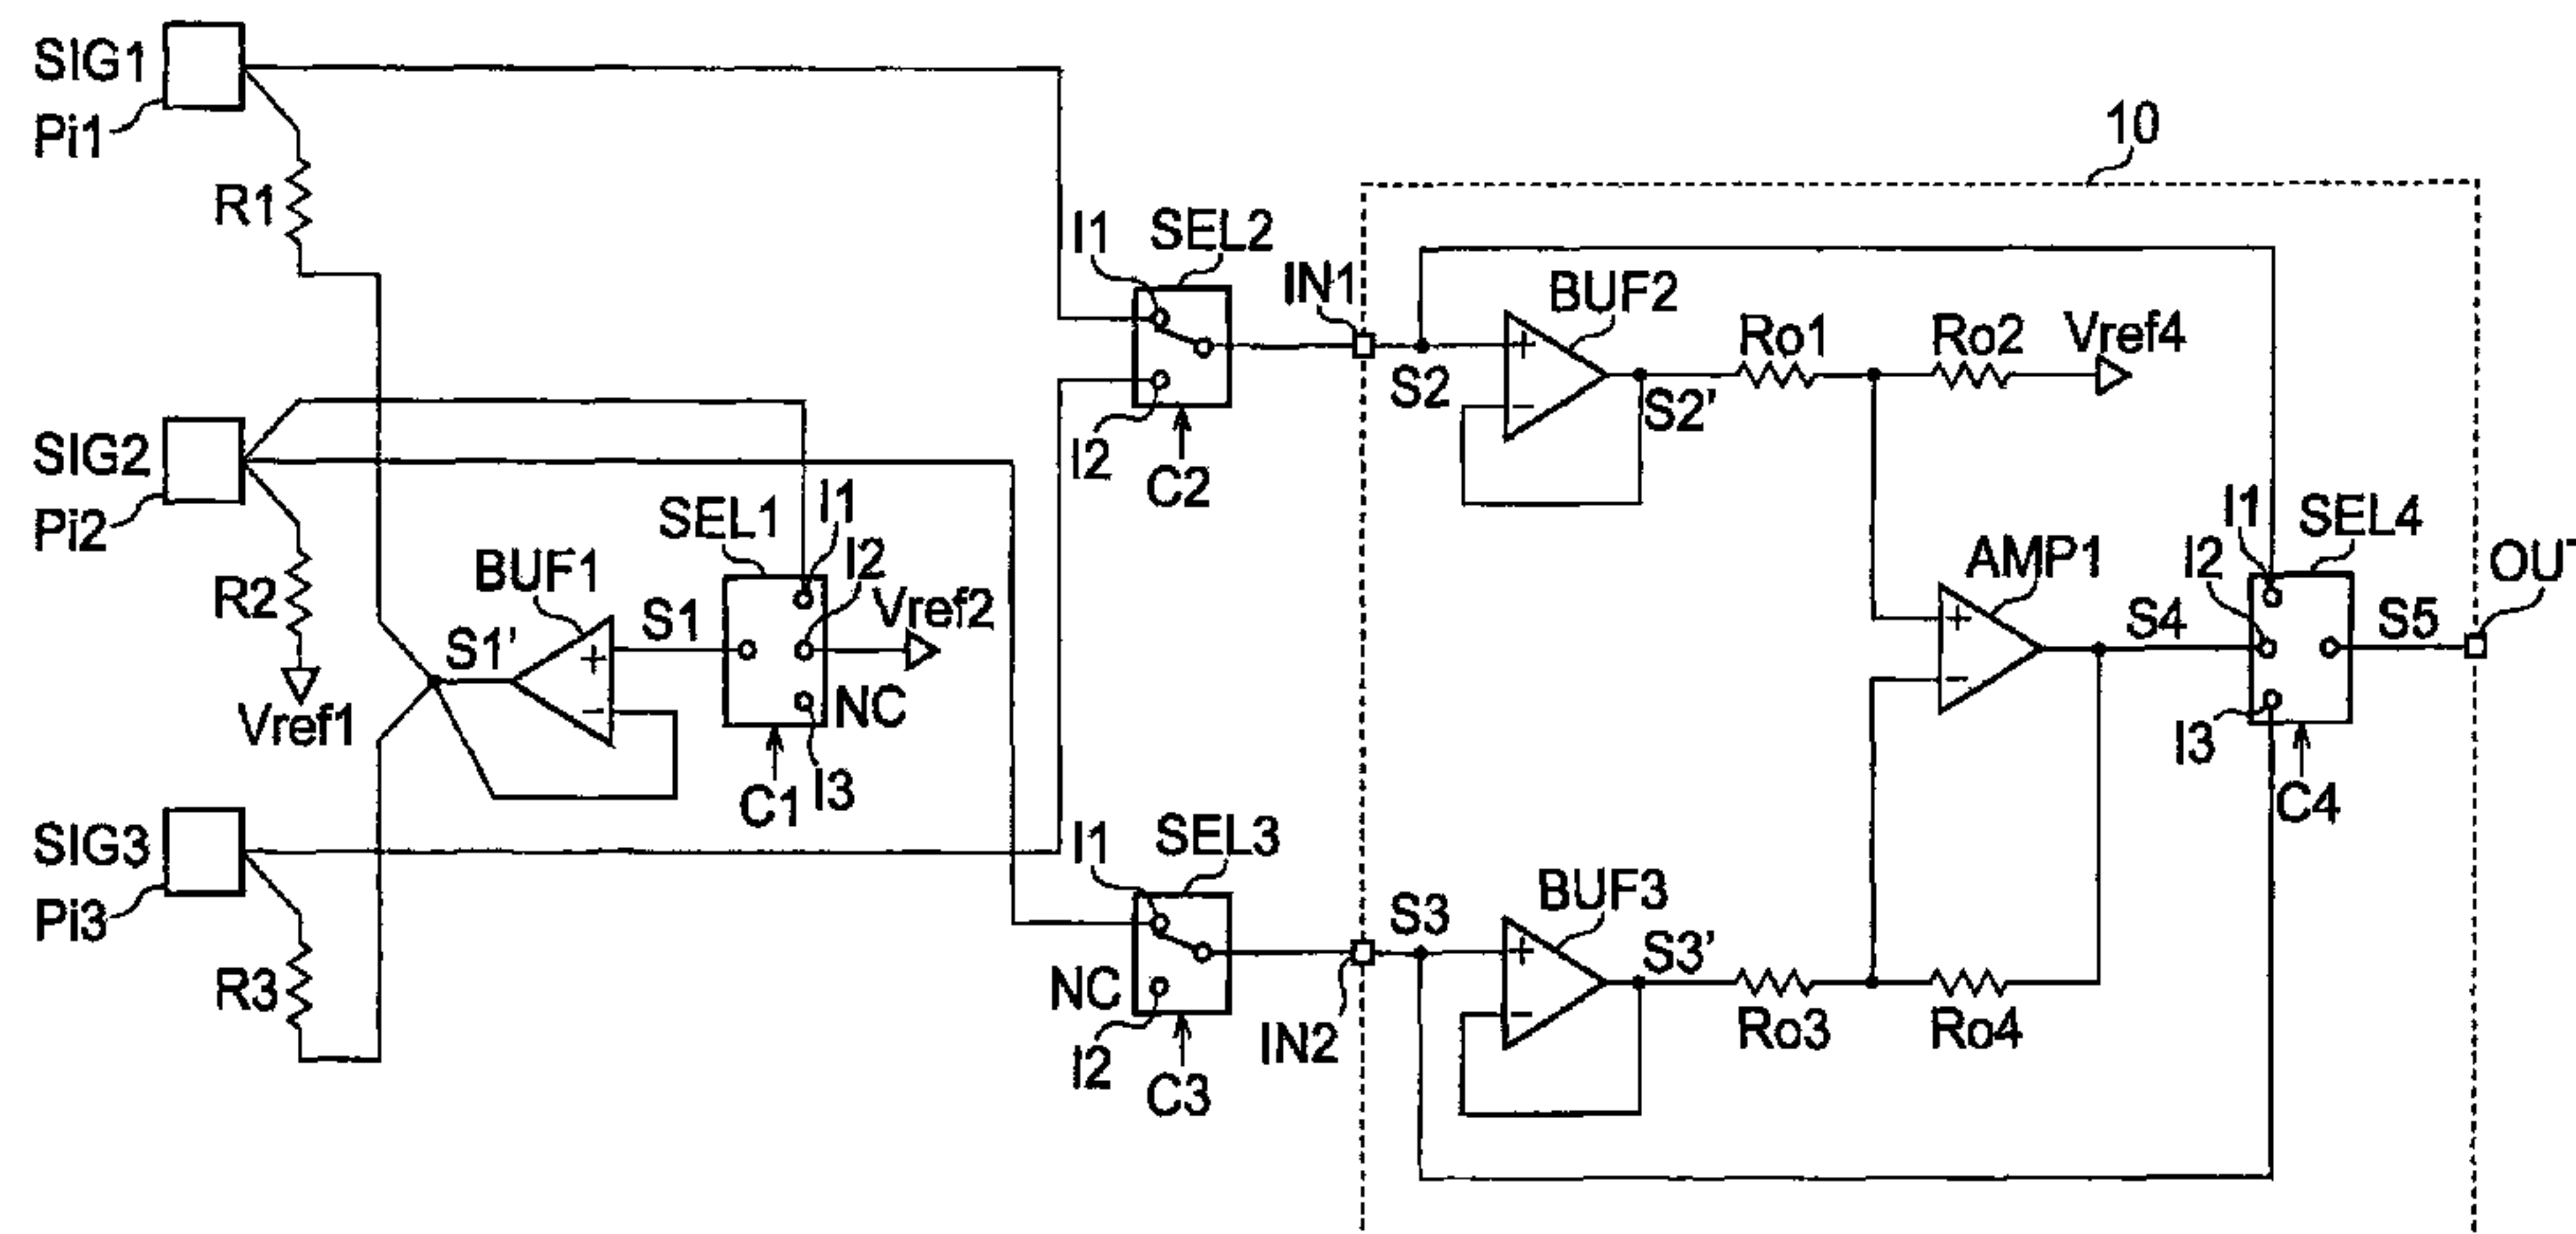 SIG1
Pi1
R1
SIG2
Pi2
R2
Vref1
SIG3
Pi3
R3
S1'
BUF1
+
-
S1
SEL1
I1
I2
Vref2
NC
I3
C1
I1
SEL2
I2
C2
I1
SEL3
NC
I2
C3
10
IN1
S2
BUF2
+
-
S2'
Ro1
Ro2
Vref4
AMP1
+
-
S4
I1
I2
SEL4
I3
C4
S5
IN2
S3
BUF3
+
-
S3'
Ro3
Ro4